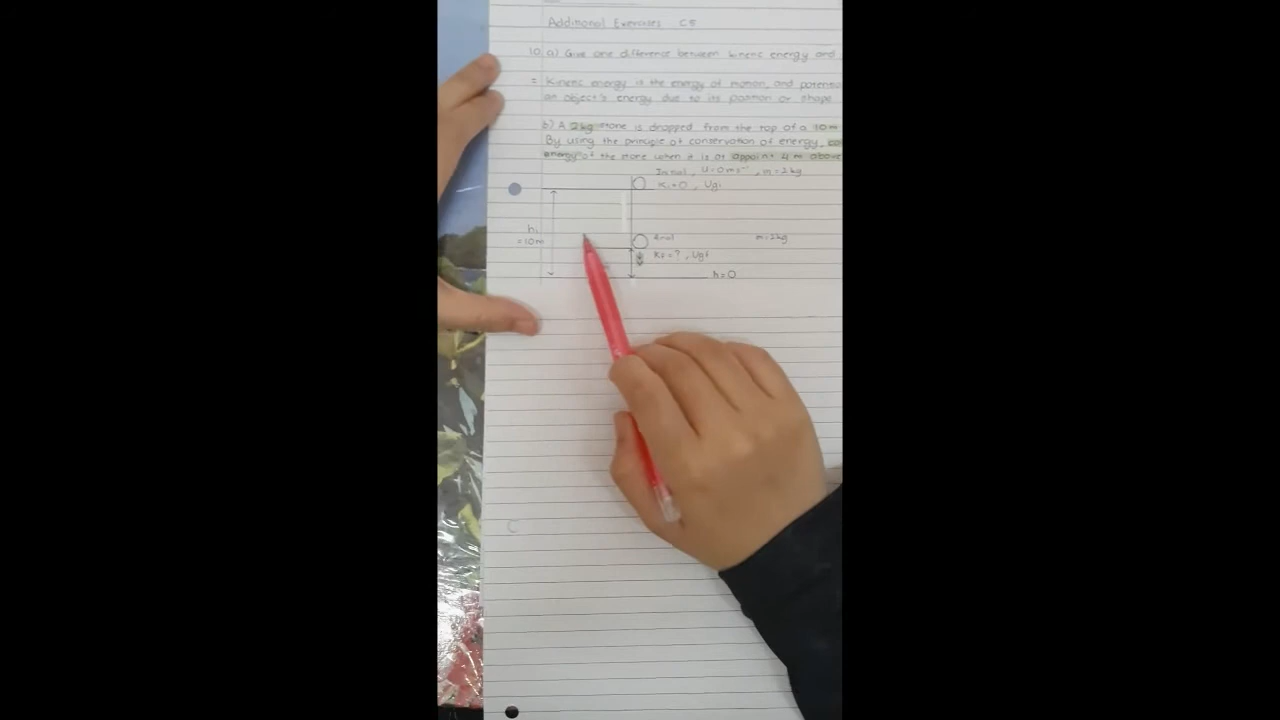 Additional Exercises C5
10. a) Give one difference between kinetic energy and
= Kinetic energy is the energy of motion, and potentia
an object's energy due to its position or shape
b) A 2kg stone is dropped from the top of a 10m
By using the principle of conservation of energy,
energy of the stone when it is at appoint 4m above
Initial, U=0ms⁻¹, m=2kg
Ki=0, Ugi
hi
=10m
final m=2kg
Kf=?, Ugf
h=0